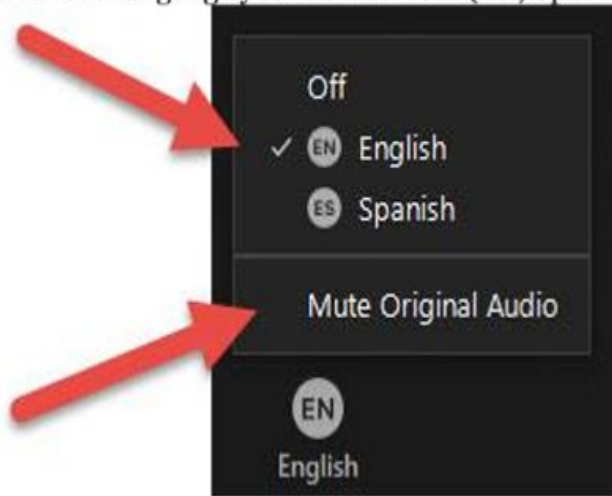 Off
✓ EN English
ES Spanish
Mute Original Audio
EN
English